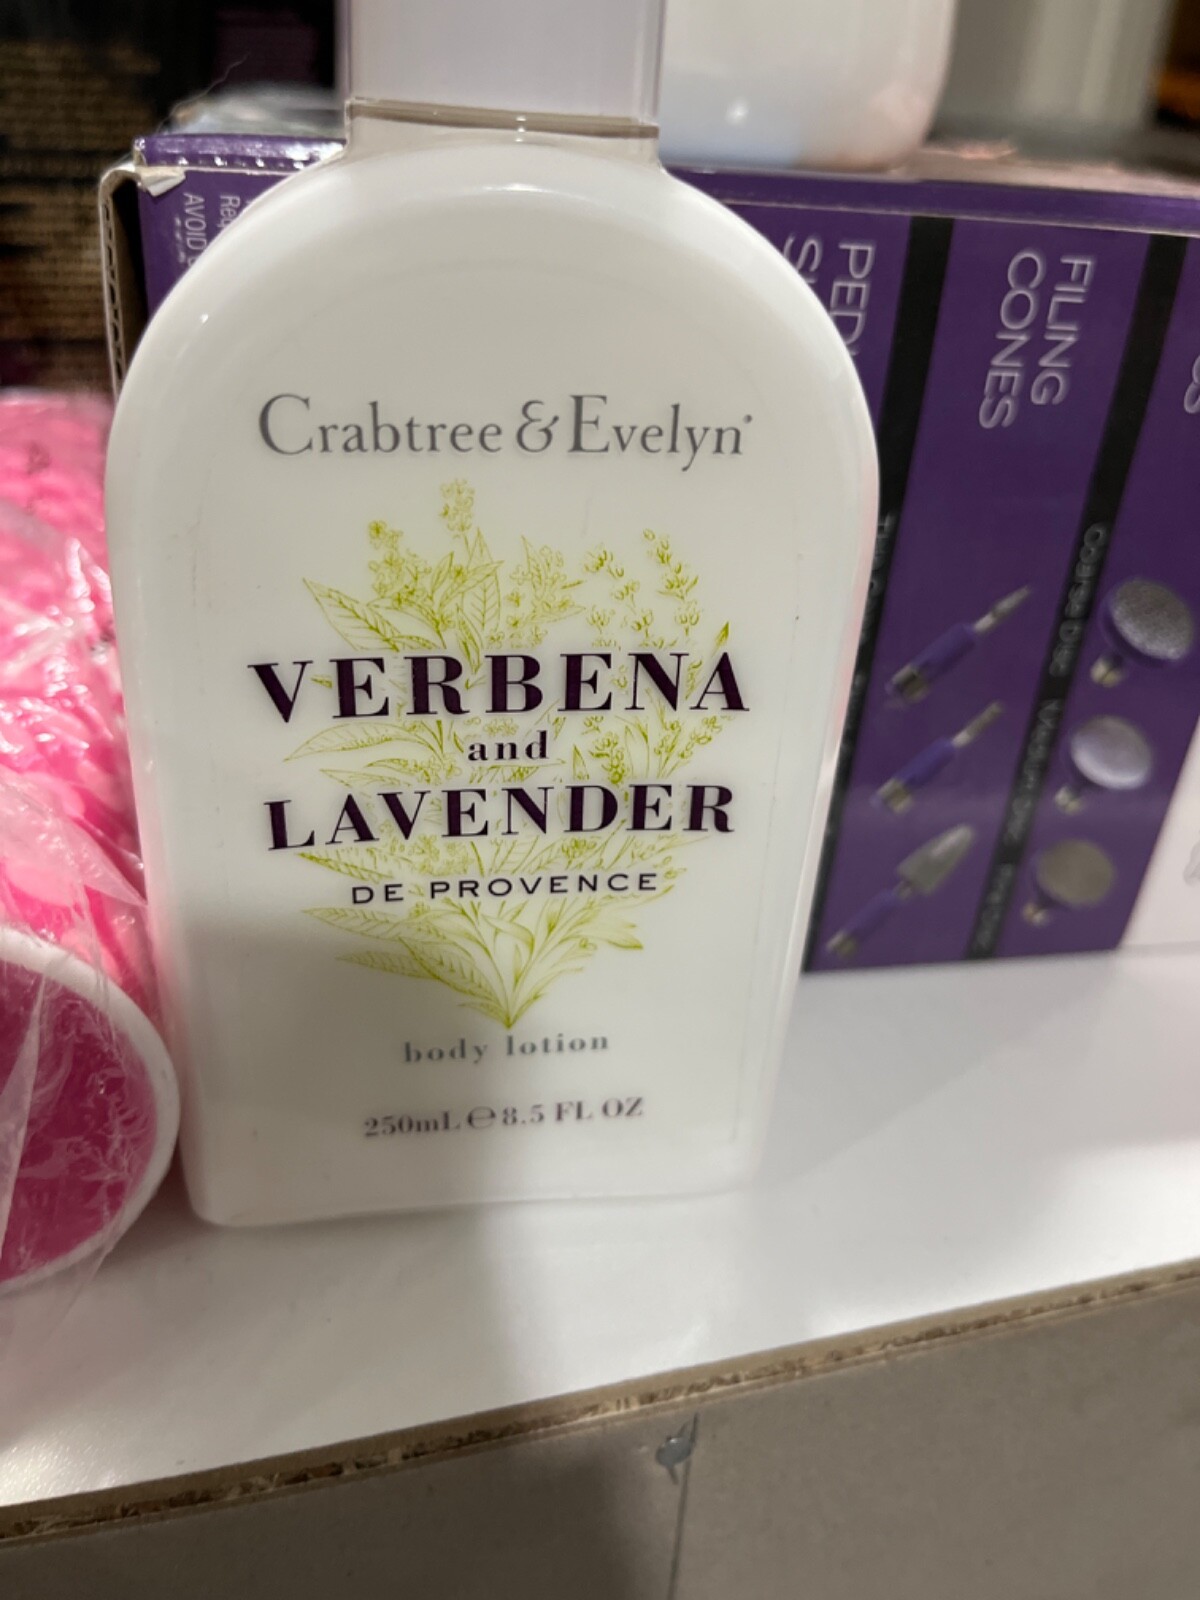 Crabtree & Evelyn
VERBENA
and
LAVENDER
DE PROVENCE
body lotion
250mL ℮ 8.5 FL OZ
AVOID
FILING
CONES